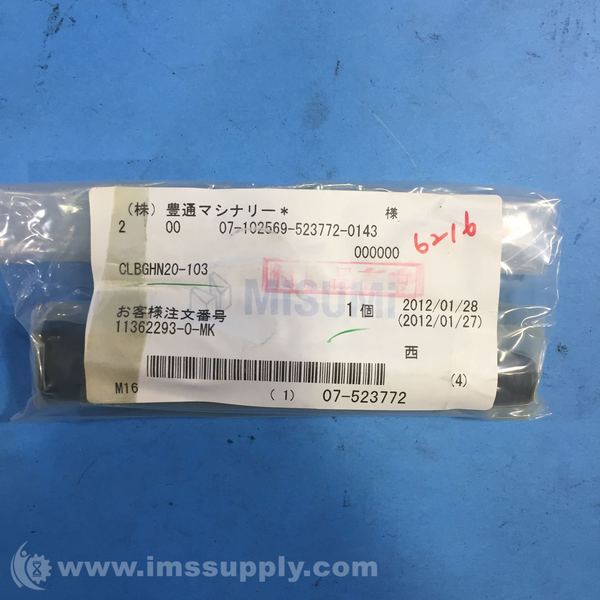 (株) 豊通マシナリー* 様
2 00 07-102569-523772-0143
000000
6216
CLBGHN20-103
MiSUMi
お客様注文番号 1個 2012/01/28
11362293-0-MK (2012/01/27)
西
M16 (1) 07-523772 (4)
www.imssupply.com